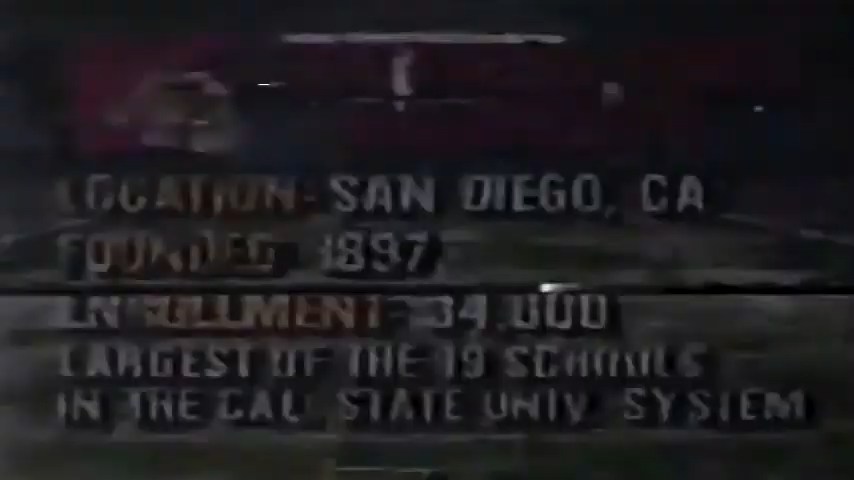 LOCATION- SAN DIEGO, CA
FOUNDED- 1897
ENROLLMENT- 34,000
LARGEST OF THE 19 SCHOOLS
IN THE CAL. STATE UNIV. SYSTEM